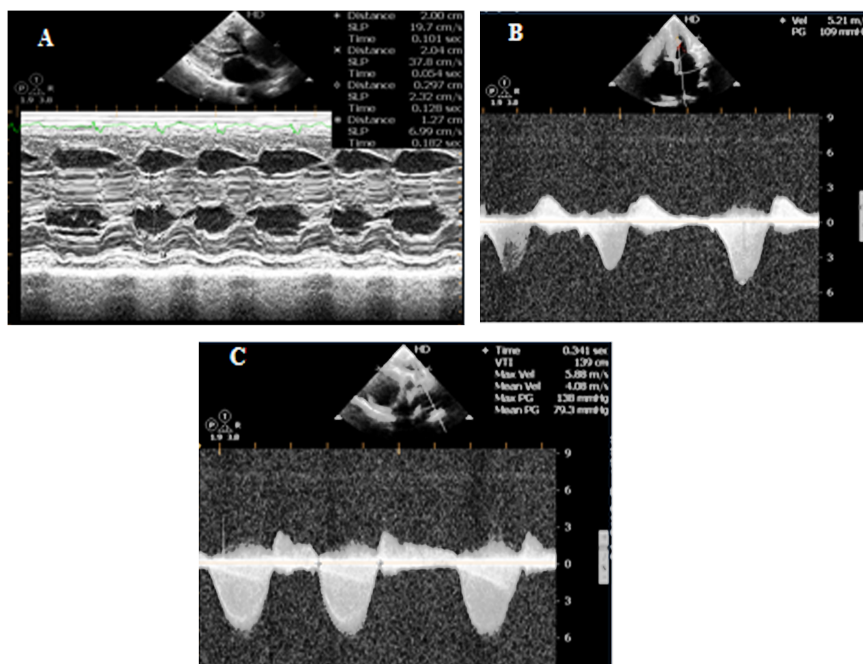 A
HD
Distance 2.00 cm
SLP 19.7 cm/s
Time 0.101 sec
Distance 2.04 cm
SLP 37.8 cm/s
Time 0.054 sec
Distance 0.297 cm
SLP 2.32 cm/s
Time 0.128 sec
Distance 1.27 cm
SLP 6.99 cm/s
Time 0.182 sec
P T R
1.9 3.8
B
HD
Vel 5.21 m/
PG 109 mmHg
P T R
1.9 3.8
9
6
3
0
3
6
C
HD
Time 0.341 sec
VTI 139 cm
Max Vel 5.88 m/s
Mean Vel 4.08 m/s
Max PG 138 mmHg
Mean PG 79.3 mmHg
P T R
1.9 3.8
9
6
3
0
3
6